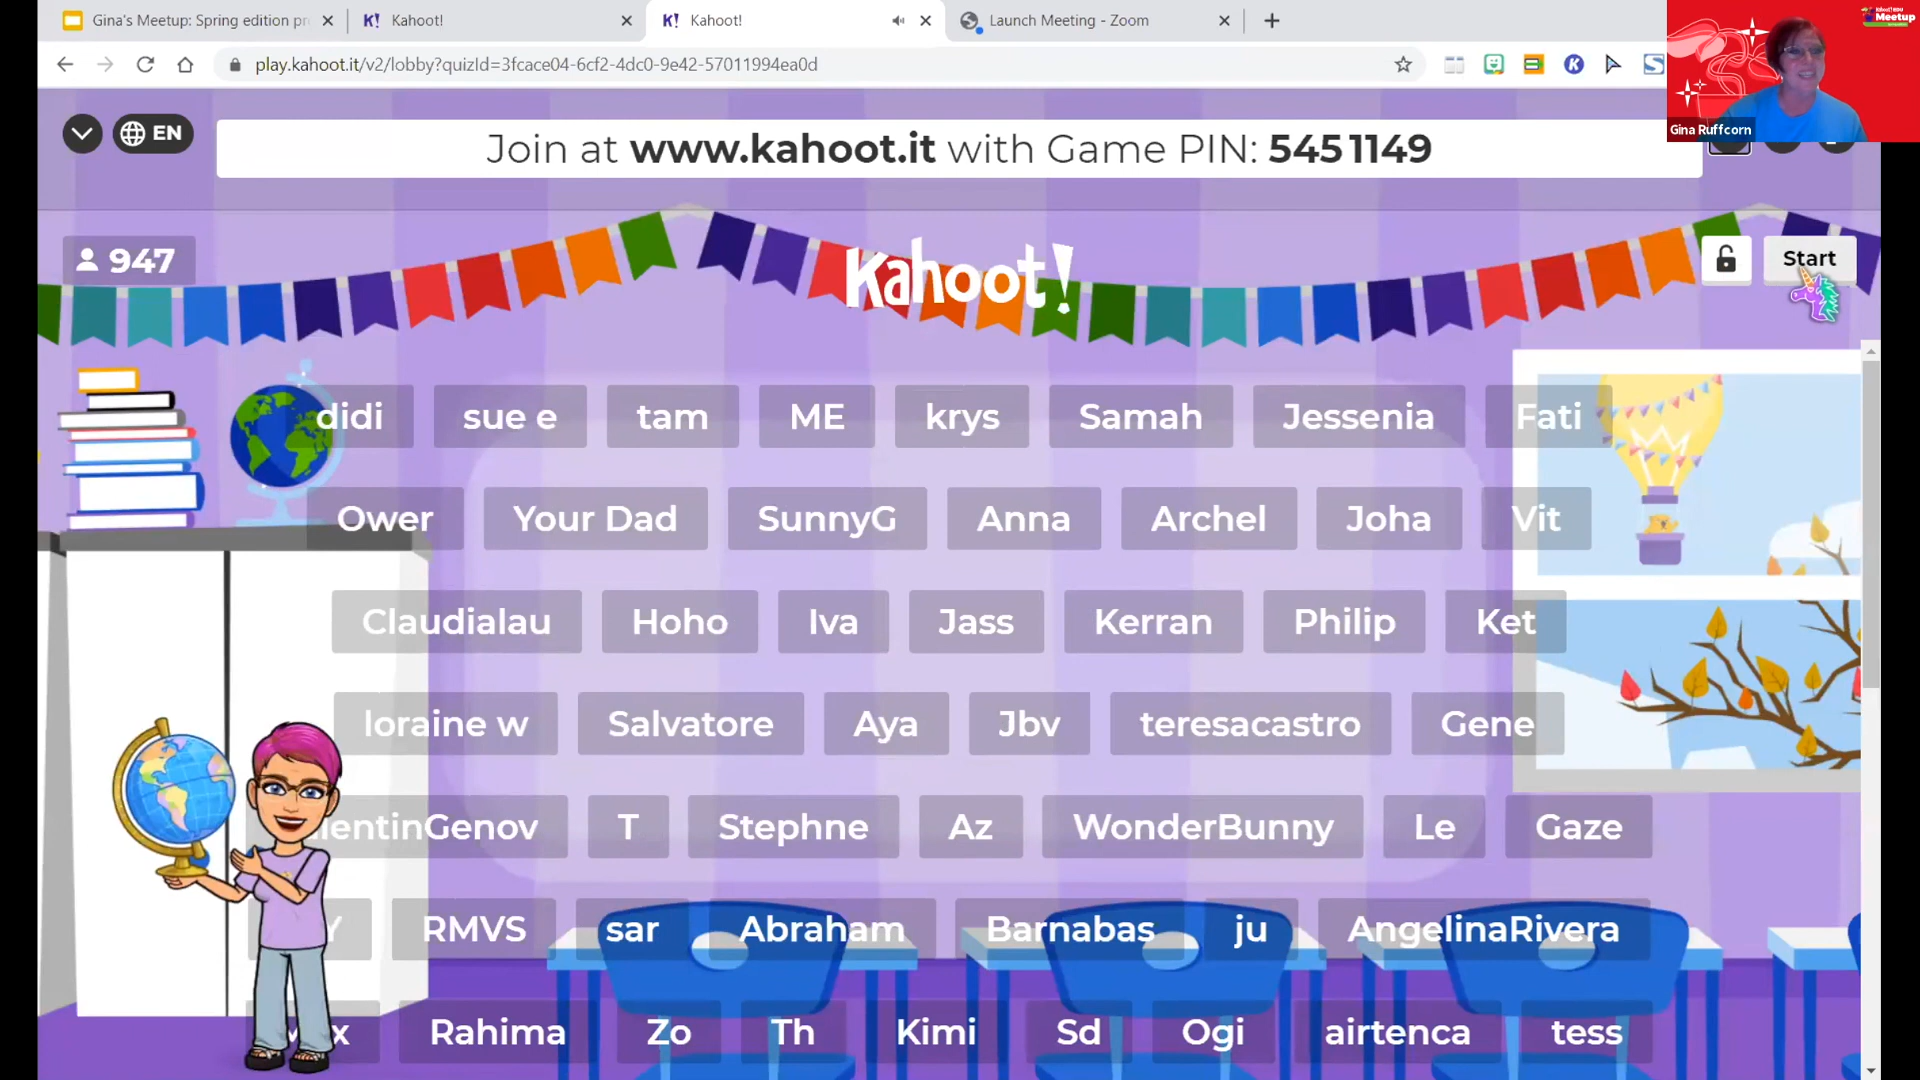 Gina's Meetup: Spring edition pr
Kahoot!
Kahoot!
Launch Meeting - Zoom
play.kahoot.it/v2/lobby?quizId=3fcace04-6cf2-4dc0-9e42-57011994ea0d
Meetup
Gina Ruffcorn
EN
Join at www.kahoot.it with Game PIN: 545 1149
947
Kahoot!
Start
didi sue e tam ME krys Samah Jessenia Fati
Ower Your Dad SunnyG Anna Archel Joha Vit
Claudialau Hoho Iva Jass Kerran Philip Ket
loraine w Salvatore Aya Jbv teresacastro Gene
lentinGenov T Stephne Az WonderBunny Le Gaze
Y RMVS sar Abraham Barnabas ju AngelinaRivera
x Rahima Zo Th Kimi Sd Ogi airtenca tess